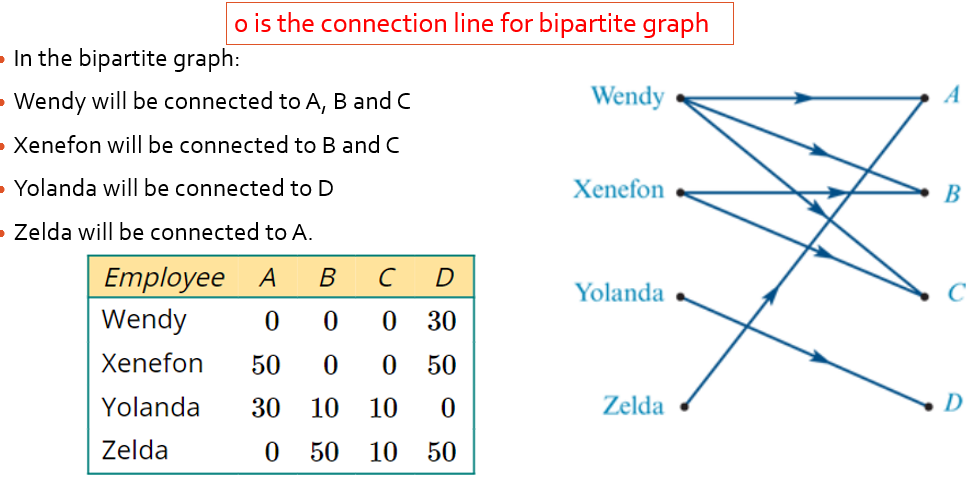 o is the connection line for bipartite graph
• In the bipartite graph:
• Wendy will be connected to A, B and C
• Xenefon will be connected to B and C
• Yolanda will be connected to D
• Zelda will be connected to A.
Employee A B C D
Wendy 0 0 0 30
Xenefon 50 0 0 50
Yolanda 30 10 10 0
Zelda 0 50 10 50
Wendy A
Xenefon B
Yolanda C
Zelda D